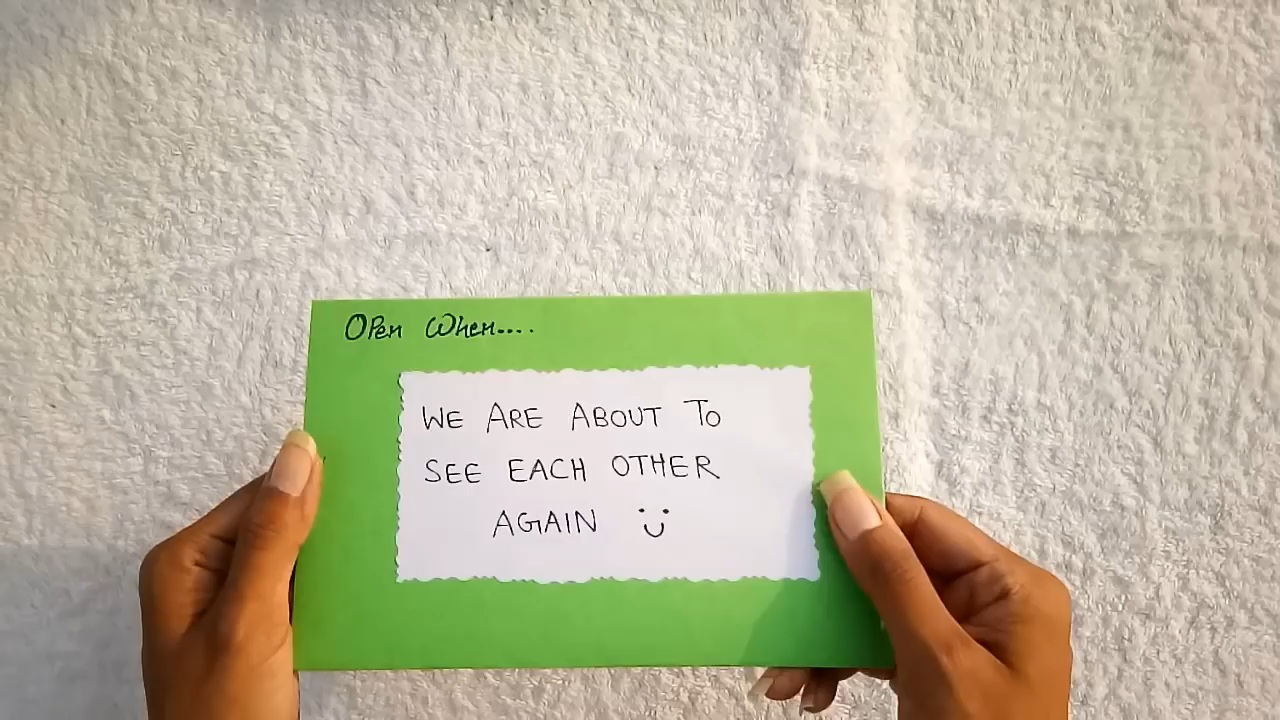 Open When....
WE ARE ABOUT TO
SEE EACH OTHER
AGAIN